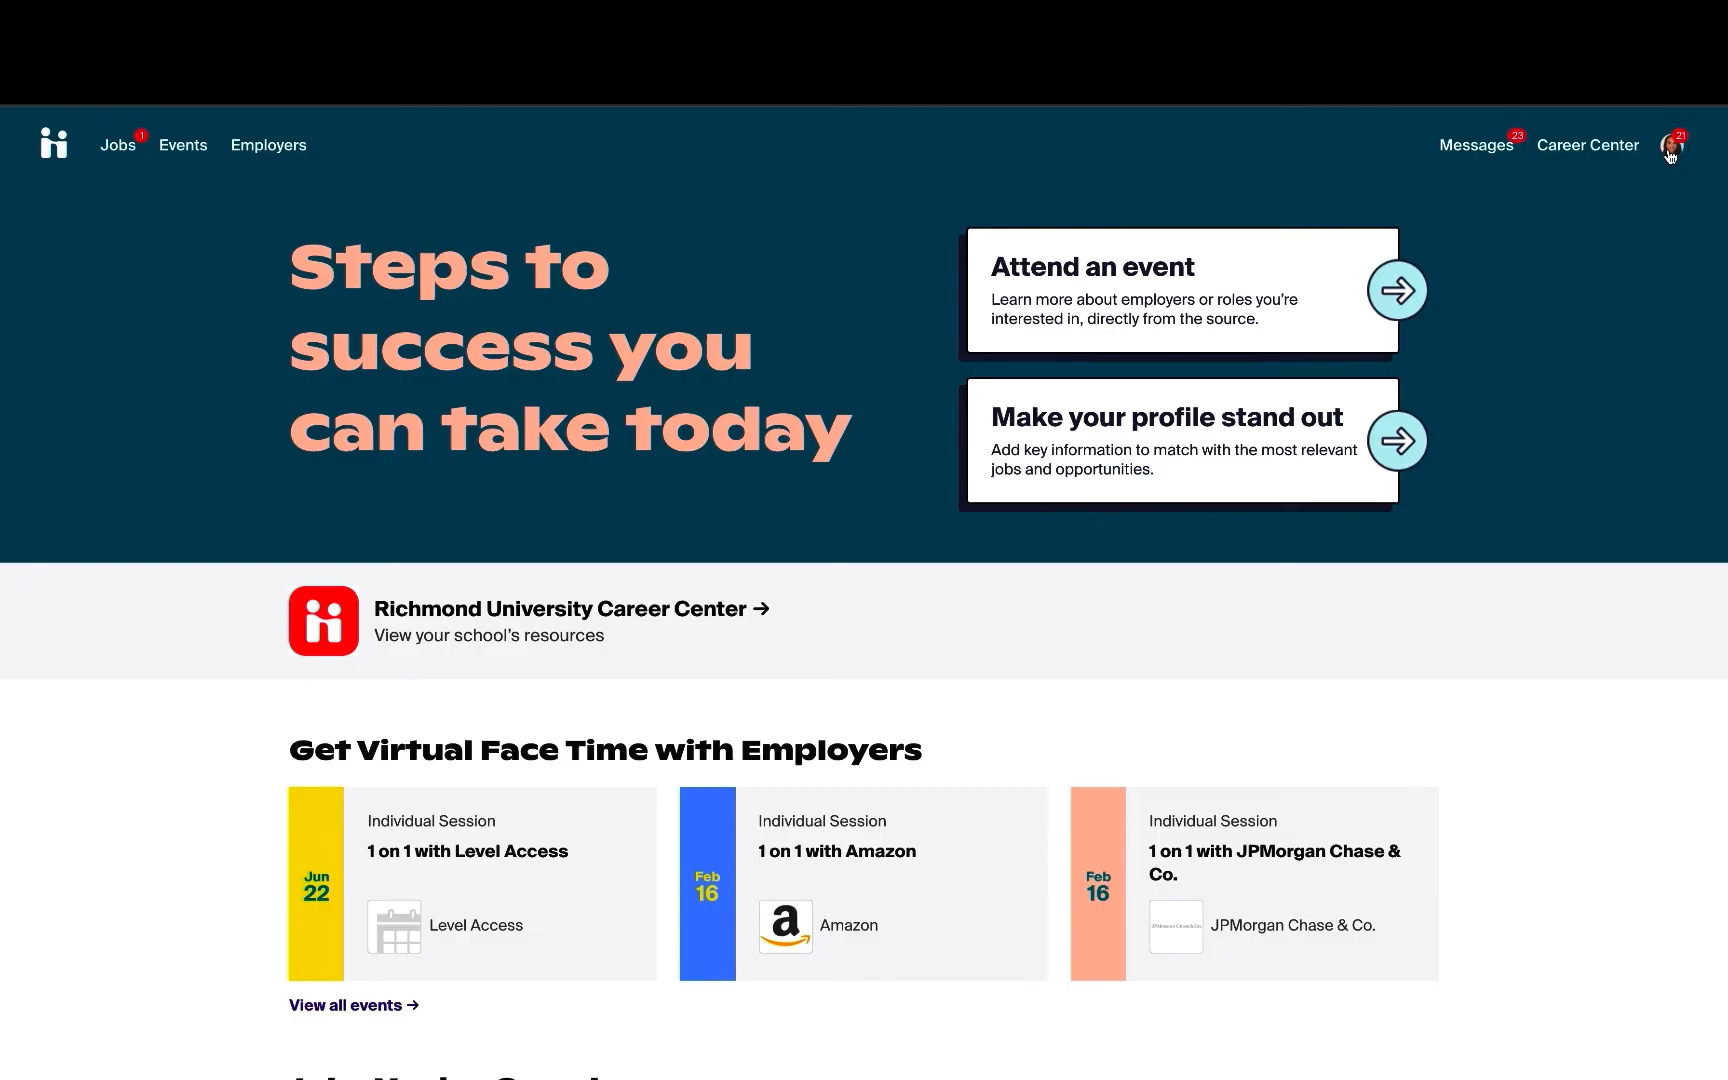 Jobs 1 Events Employers Messages 23 Career Center 21
Steps to
success you
can take today
Attend an event
Learn more about employers or roles you're
interested in, directly from the source.
Make your profile stand out
Add key information to match with the most relevant
jobs and opportunities.
Richmond University Career Center →
View your school's resources
Get Virtual Face Time with Employers
Jun
22
Individual Session
1 on 1 with Level Access
Level Access
Feb
16
Individual Session
1 on 1 with Amazon
a
Amazon
Feb
16
Individual Session
1 on 1 with JPMorgan Chase &
Co.
JPMorgan Chase & Co.
JPMorgan Chase & Co.
View all events →